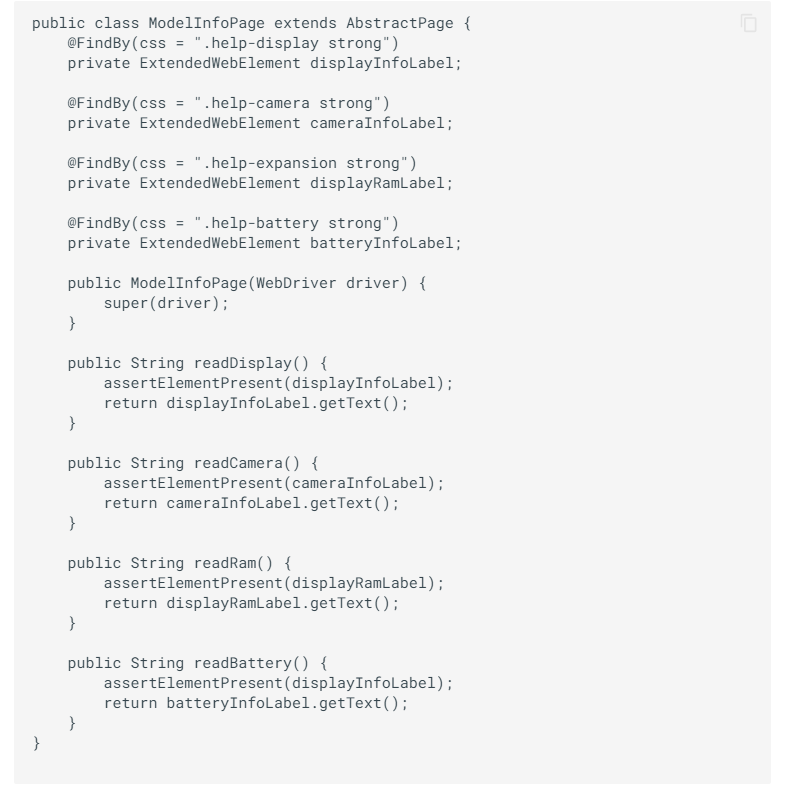 public class ModelInfoPage extends AbstractPage {
    @FindBy(css = ".help-display strong")
    private ExtendedWebElement displayInfoLabel;

    @FindBy(css = ".help-camera strong")
    private ExtendedWebElement cameraInfoLabel;

    @FindBy(css = ".help-expansion strong")
    private ExtendedWebElement displayRamLabel;

    @FindBy(css = ".help-battery strong")
    private ExtendedWebElement batteryInfoLabel;

    public ModelInfoPage(WebDriver driver) {
        super(driver);
    }

    public String readDisplay() {
        assertElementPresent(displayInfoLabel);
        return displayInfoLabel.getText();
    }

    public String readCamera() {
        assertElementPresent(cameraInfoLabel);
        return cameraInfoLabel.getText();
    }

    public String readRam() {
        assertElementPresent(displayRamLabel);
        return displayRamLabel.getText();
    }

    public String readBattery() {
        assertElementPresent(displayInfoLabel);
        return batteryInfoLabel.getText();
    }
}